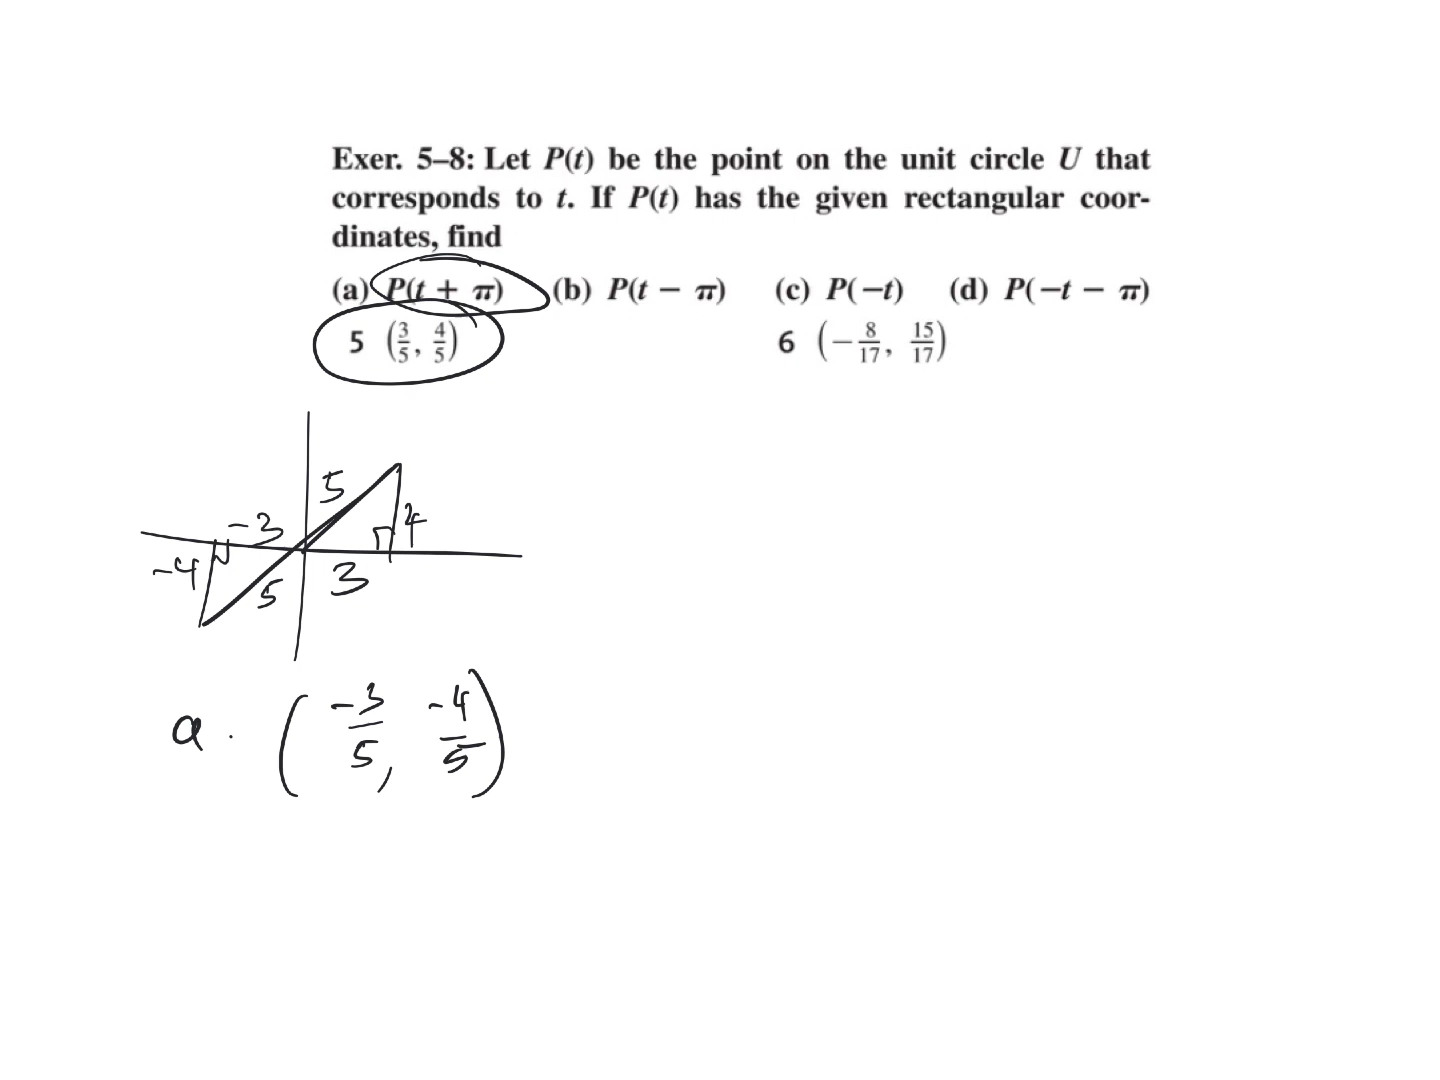 Exer. 5–8: Let P(t) be the point on the unit circle U that
corresponds to t. If P(t) has the given rectangular coor-
dinates, find
(a) P(t + π) (b) P(t − π) (c) P(−t) (d) P(−t − π)
5 (3/5, 4/5) 6 (−8/17, 15/17)
5
-3
4
-4
5
3
a. (-3/5, -4/5)